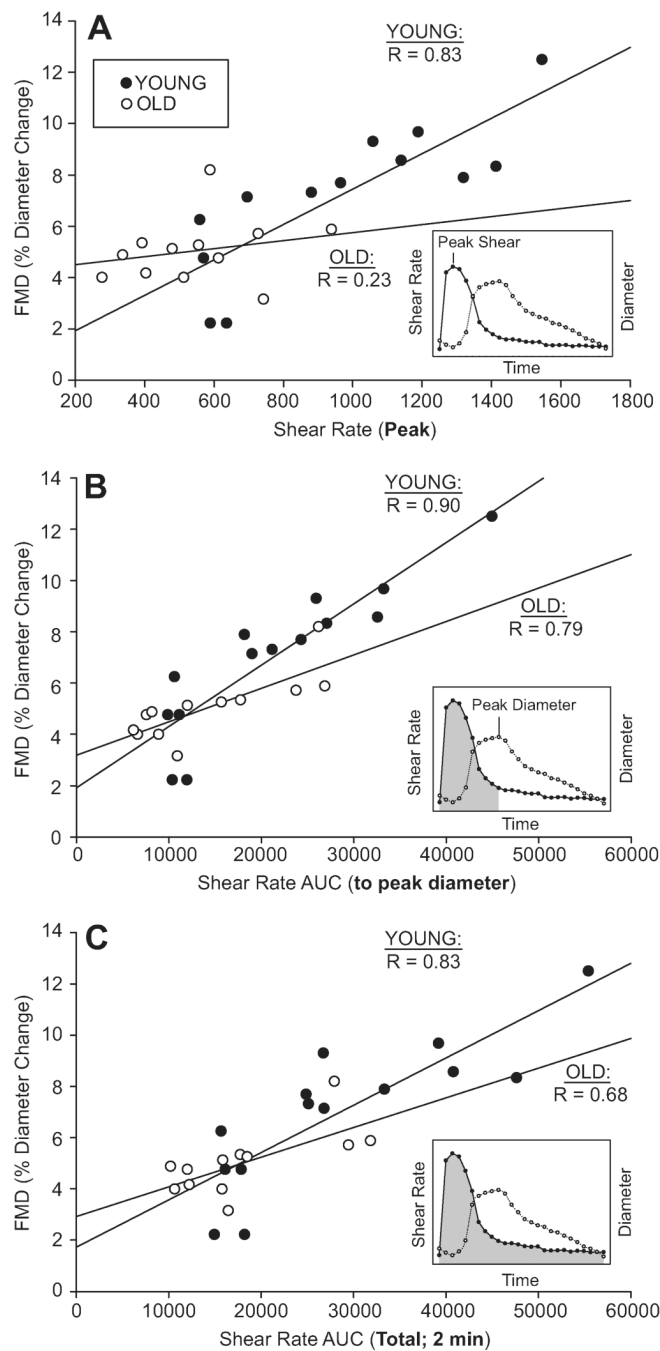 A
YOUNG:
R = 0.83
YOUNG
OLD
14
12
10
8
6
4
2
0
FMD (% Diameter Change)
OLD:
R = 0.23
Peak Shear
Shear Rate
Diameter
Time
200 400 600 800 1000 1200 1400 1600 1800
Shear Rate (Peak)
B
YOUNG:
R = 0.90
14
12
10
8
6
4
2
0
FMD (% Diameter Change)
OLD:
R = 0.79
Peak Diameter
Shear Rate
Diameter
Time
0 10000 20000 30000 40000 50000 60000
Shear Rate AUC (to peak diameter)
C
YOUNG:
R = 0.83
14
12
10
8
6
4
2
0
FMD (% Diameter Change)
OLD:
R = 0.68
Shear Rate
Diameter
Time
0 10000 20000 30000 40000 50000 60000
Shear Rate AUC (Total; 2 min)